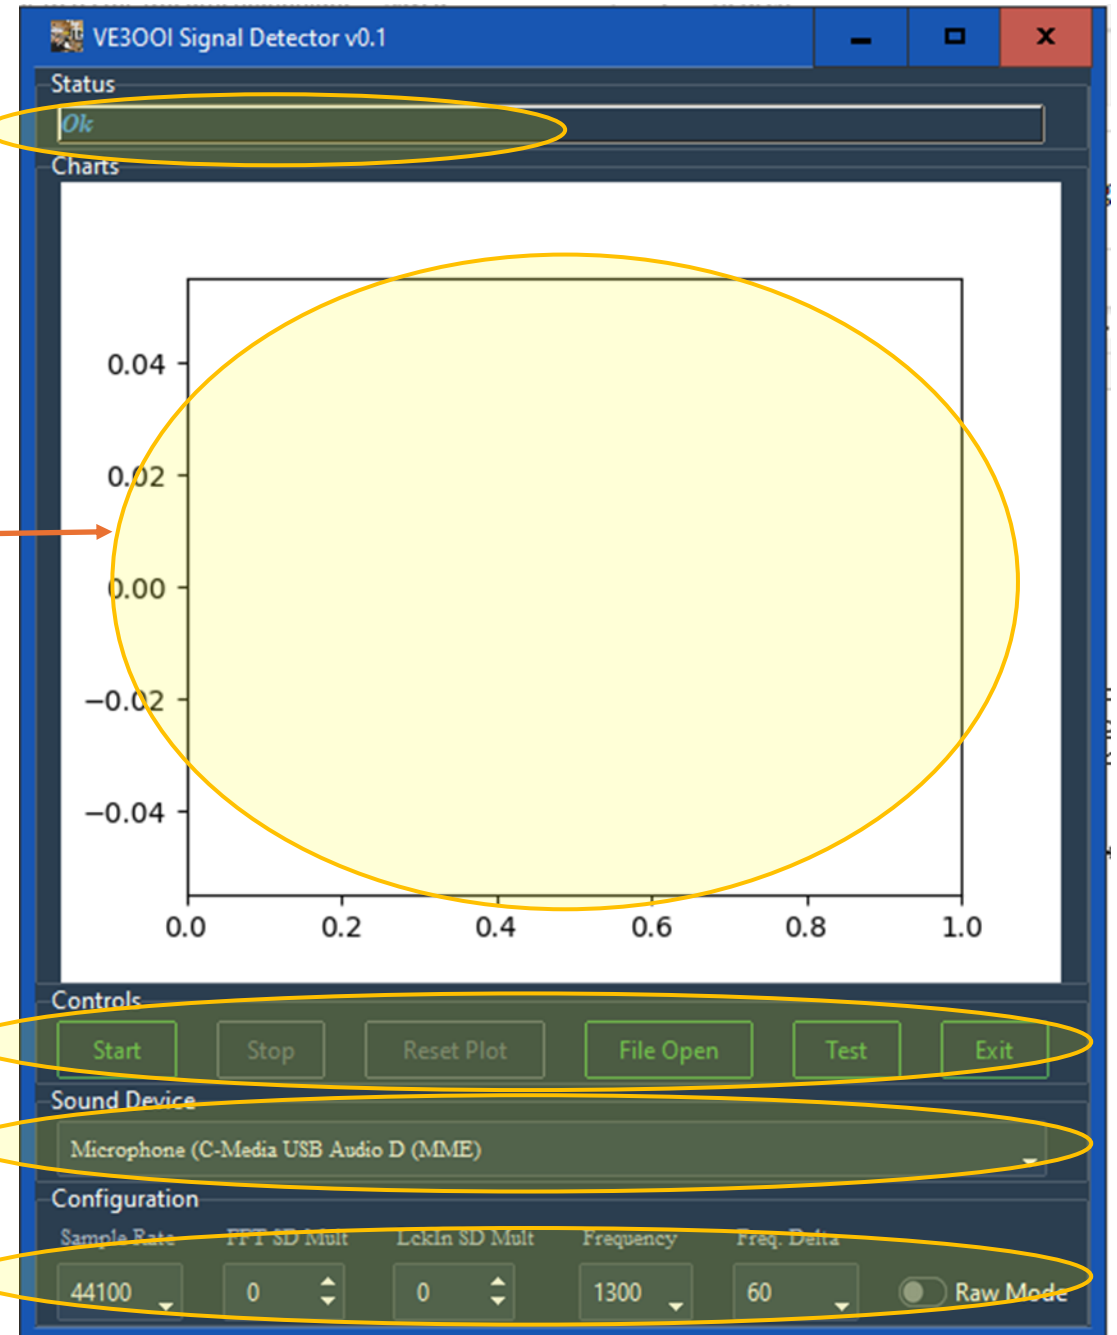 VE3OOI Signal Detector v0.1
Status
Ok
Charts
0.04
0.02
0.00
−0.02
−0.04
0.0 0.2 0.4 0.6 0.8 1.0
Controls
Start Stop Reset Plot File Open Test Exit
Sound Device
Microphone (C-Media USB Audio D (MME)
Configuration
Sample Rate FFT SD Mult LckIn SD Mult Frequency Freq. Delta
44100 0 0 1300 60 Raw Mode